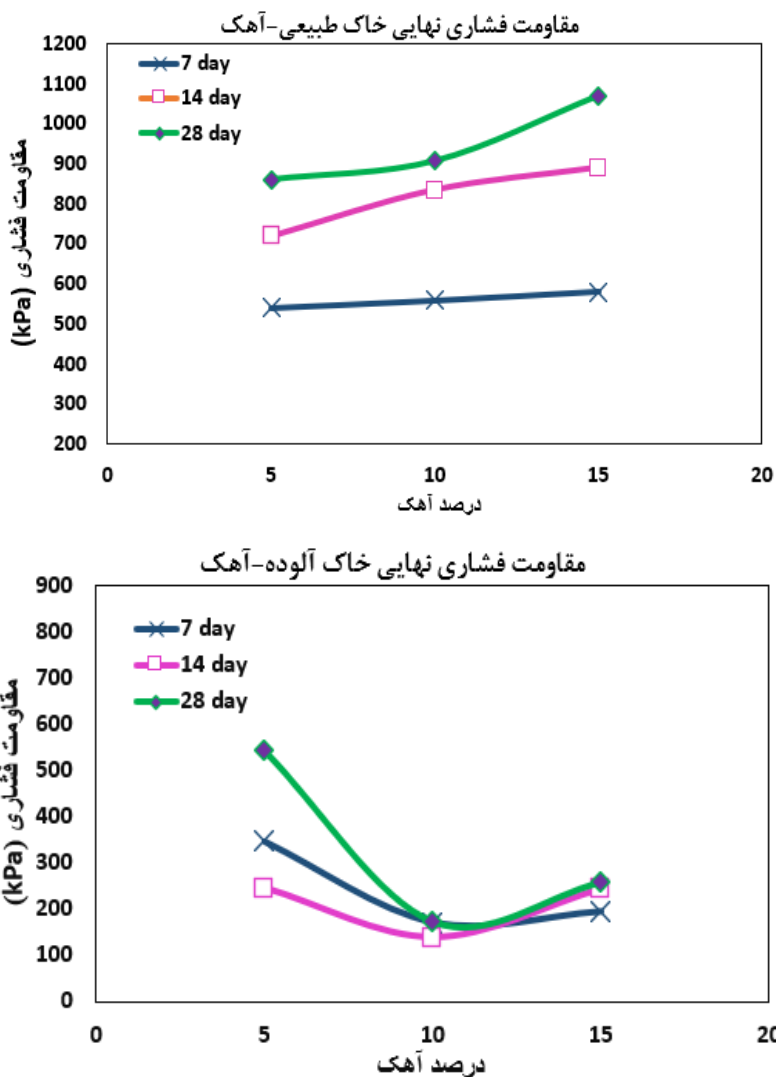 مقاومت فشاری نهایی خاک طبیعی-آهک
1200
1100
1000
900
800
700
600
500
400
300
200
مقاومت فشاری (kPa)
7 day
14 day
28 day
0 5 10 15 20
درصد آهک
مقاومت فشاری نهایی خاک آلوده-آهک
900
800
700
600
500
400
300
200
100
0
مقاومت فشاری (kPa)
7 day
14 day
28 day
0 5 10 15 20
درصد آهک